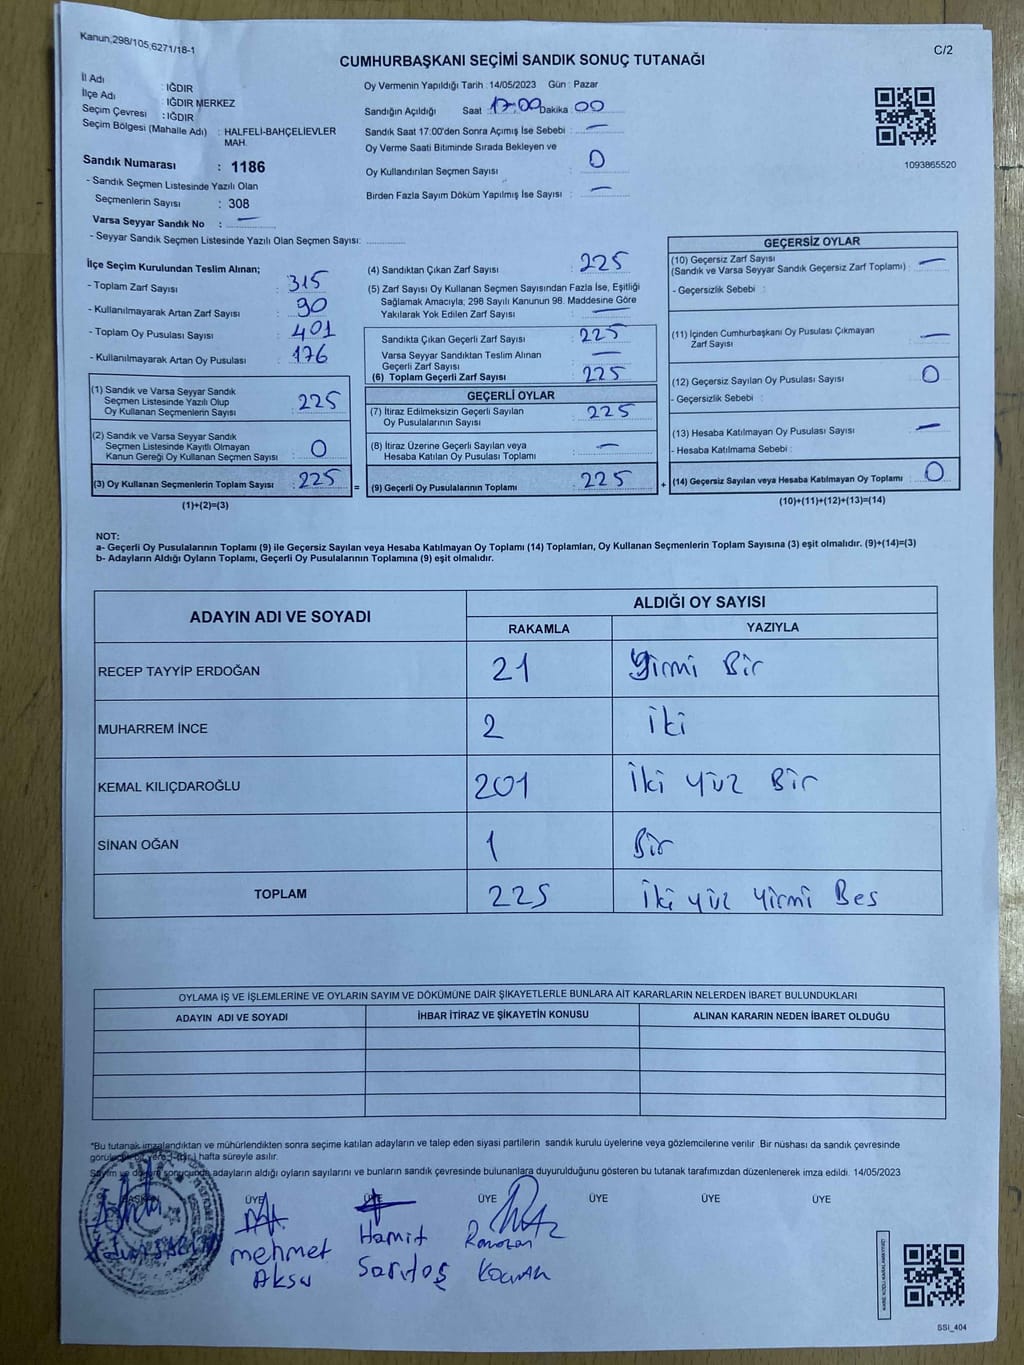 Kanun,298/105,6271/18-1
C/2
CUMHURBAŞKANI SEÇİMİ SANDIK SONUÇ TUTANAĞI
İl Adı : IĞDIR
İlçe Adı : IĞDIR MERKEZ
Seçim Çevresi : IĞDIR
Seçim Bölgesi (Mahalle Adı) : HALFELİ-BAHÇELİEVLER
MAH.
Sandık Numarası : 1186
- Sandık Seçmen Listesinde Yazılı Olan
Seçmenlerin Sayısı : 308
Varsa Seyyar Sandık No : —
- Seyyar Sandık Seçmen Listesinde Yazılı Olan Seçmen Sayısı:
Oy Vermenin Yapıldığı Tarih : 14/05/2023 Gün : Pazar
Sandığın Açıldığı Saat : 17:00 Dakika : 00
Sandık Saat 17:00'den Sonra Açımış İse Sebebi : —
Oy Verme Saati Bitiminde Sırada Bekleyen ve
Oy Kullandırılan Seçmen Sayısı : 0
Birden Fazla Sayım Döküm Yapılmış İse Sayısı : —
1093865520
İlçe Seçim Kurulundan Teslim Alınan;
- Toplam Zarf Sayısı : 315
- Kullanılmayarak Artan Zarf Sayısı : 90
- Toplam Oy Pusulası Sayısı : 401
- Kullanılmayarak Artan Oy Pusulası : 176
(1) Sandık ve Varsa Seyyar Sandık
Seçmen Listesinde Yazılı Olup
Oy Kullanan Seçmenlerin Sayısı : 225
(2) Sandık ve Varsa Seyyar Sandık
Seçmen Listesinde Kayıtlı Olmayan
Kanun Gereği Oy Kullanan Seçmen Sayısı : 0
(3) Oy Kullanan Seçmenlerin Toplam Sayısı : 225
(1)+(2)=(3)
(4) Sandıktan Çıkan Zarf Sayısı : 225
(5) Zarf Sayısı Oy Kullanan Seçmen Sayısından Fazla İse, Eşitliği
Sağlamak Amacıyla; 298 Sayılı Kanunun 98. Maddesine Göre
Yakılarak Yok Edilen Zarf Sayısı : —
Sandıkta Çıkan Geçerli Zarf Sayısı : 225
Varsa Seyyar Sandıktan Teslim Alınan
Geçerli Zarf Sayısı : —
(6) Toplam Geçerli Zarf Sayısı : 225
GEÇERLİ OYLAR
(7) İtiraz Edilmeksizin Geçerli Sayılan
Oy Pusulalarının Sayısı : 225
(8) İtiraz Üzerine Geçerli Sayılan veya
Hesaba Katılan Oy Pusulası Toplamı : —
= (9) Geçerli Oy Pusulalarının Toplamı : 225
GEÇERSİZ OYLAR
(10) Geçersiz Zarf Sayısı
(Sandık ve Varsa Seyyar Sandık Geçersiz Zarf Toplamı) : —
- Geçersizlik Sebebi :
(11) İçinden Cumhurbaşkanı Oy Pusulası Çıkmayan
Zarf Sayısı : —
(12) Geçersiz Sayılan Oy Pusulası Sayısı : 0
- Geçersizlik Sebebi :
(13) Hesaba Katılmayan Oy Pusulası Sayısı : —
- Hesaba Katılmama Sebebi :
+ (14) Geçersiz Sayılan veya Hesaba Katılmayan Oy Toplamı : 0
(10)+(11)+(12)+(13)=(14)
NOT:
a- Geçerli Oy Pusulalarının Toplamı (9) ile Geçersiz Sayılan veya Hesaba Katılmayan Oy Toplamı (14) Toplamları, Oy Kullanan Seçmenlerin Toplam Sayısına (3) eşit olmalıdır. (9)+(14)=(3)
b- Adayların Aldığı Oyların Toplamı, Geçerli Oy Pusulalarının Toplamına (9) eşit olmalıdır.
ADAYIN ADI VE SOYADI ALDIĞI OY SAYISI
RAKAMLA YAZIYLA
RECEP TAYYİP ERDOĞAN 21 Yirmi Bir
MUHARREM İNCE 2 İki
KEMAL KILIÇDAROĞLU 201 İki yüz Bir
SİNAN OĞAN 1 Bir
TOPLAM 225 İki yüz Yirmi Bes
OYLAMA İŞ VE İŞLEMLERİNE VE OYLARIN SAYIM VE DÖKÜMÜNE DAİR ŞİKAYETLERLE BUNLARA AİT KARARLARIN NELERDEN İBARET BULUNDUKLARI
ADAYIN ADI VE SOYADI İHBAR İTİRAZ VE ŞİKAYETİN KONUSU ALINAN KARARIN NEDEN İBARET OLDUĞU
*Bu tutanak imzalandıktan ve mühürlendikten sonra seçime katılan adayların ve talep eden siyasi partilerin sandık kurulu üyelerine veya gözlemcilerine verilir Bir nüshası da sandık çevresinde
hafta süreyle asılır.
adayların aldığı oyların sayılarını ve bunların sandık çevresinde bulunanlara duyurulduğunu gösteren bu tutanak tarafımızdan düzenlenerek imza edildi. 14/05/2023
ÜYE ÜYE ÜYE ÜYE ÜYE ÜYE
mehmet Aksu
Hamit Sarıtaş
Ramazan
SSİ_404